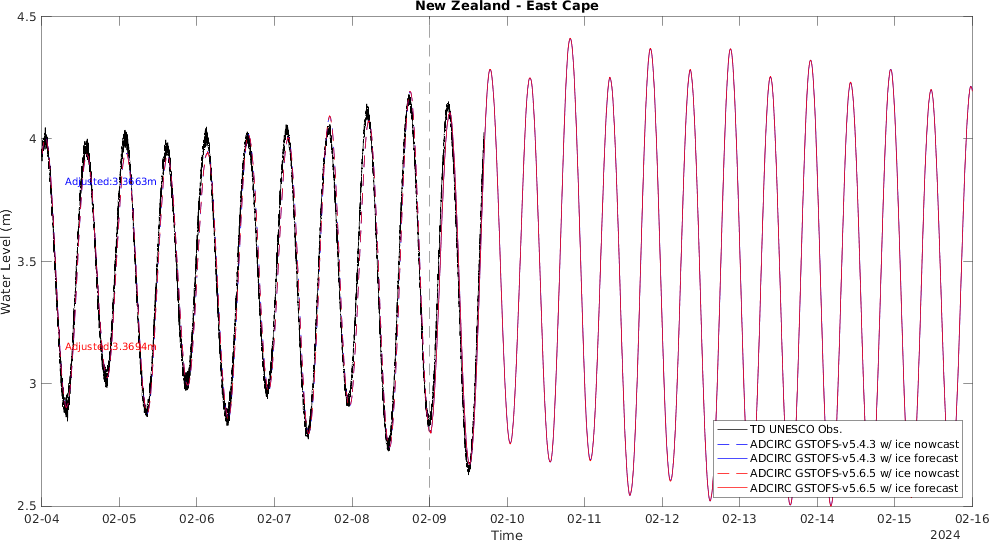 New Zealand - East Cape
4.5
4
3.5
3
2.5
Water Level (m)
Adjusted:3.3663m
Adjusted:3.3694m
TD UNESCO Obs.
ADCIRC GSTOFS-v5.4.3 w/ ice nowcast
ADCIRC GSTOFS-v5.4.3 w/ ice forecast
ADCIRC GSTOFS-v5.6.5 w/ ice nowcast
ADCIRC GSTOFS-v5.6.5 w/ ice forecast
02-04 02-05 02-06 02-07 02-08 02-09 02-10 02-11 02-12 02-13 02-14 02-15 02-16
Time
2024